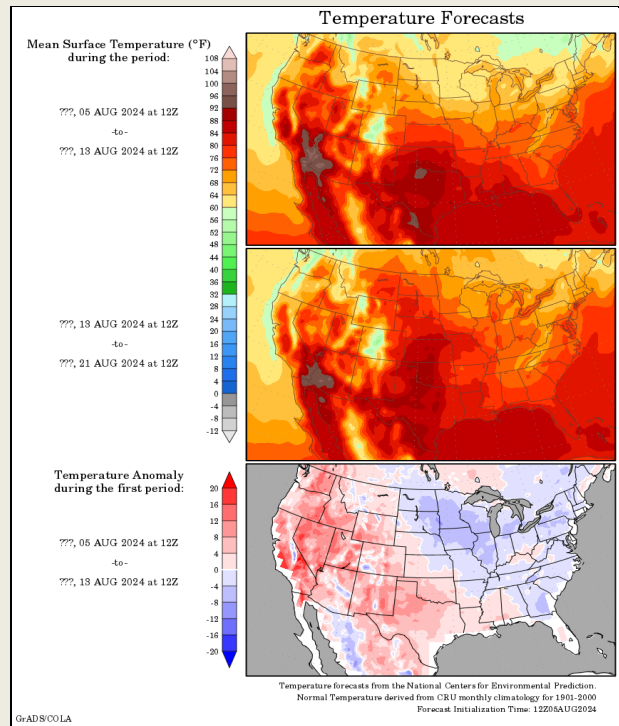 Temperature Forecasts
Mean Surface Temperature (°F)
during the period:
???, 05 AUG 2024 at 12Z
-to-
???, 13 AUG 2024 at 12Z
108
104
100
96
92
88
84
80
76
72
68
64
60
56
52
48
44
40
36
32
28
24
20
16
12
8
4
0
-4
-8
-12
???, 13 AUG 2024 at 12Z
-to-
???, 21 AUG 2024 at 12Z
Temperature Anomaly
during the first period:
???, 05 AUG 2024 at 12Z
-to-
???, 13 AUG 2024 at 12Z
20
16
12
8
4
0
-4
-8
-12
-16
-20
Temperature forecasts from the National Centers for Environmental Prediction.
Normal Temperature derived from CRU monthly climatology for 1901-2000
Forecast Initialization Time: 12Z05AUG2024
GrADS/COLA